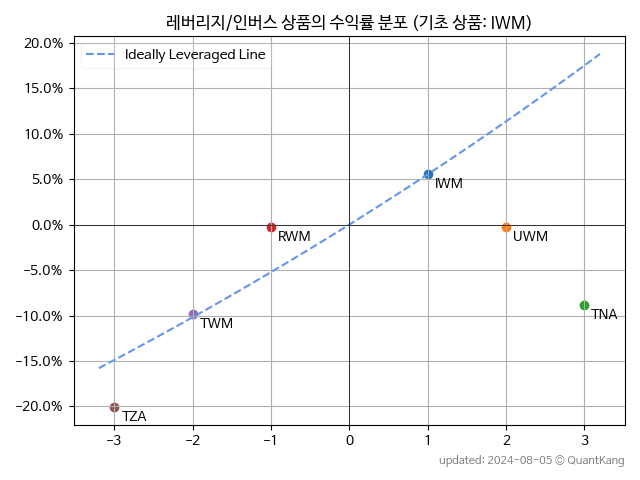 레버리지/인버스 상품의 수익률 분포 (기초 상품: IWM)
20.0%
Ideally Leveraged Line
15.0%
10.0%
5.0%
IWM
0.0%
RWM
UWM
−5.0%
−10.0%
TWM
TNA
−15.0%
−20.0%
TZA
−3 −2 −1 0 1 2 3
updated: 2024-08-05 © QuantKang